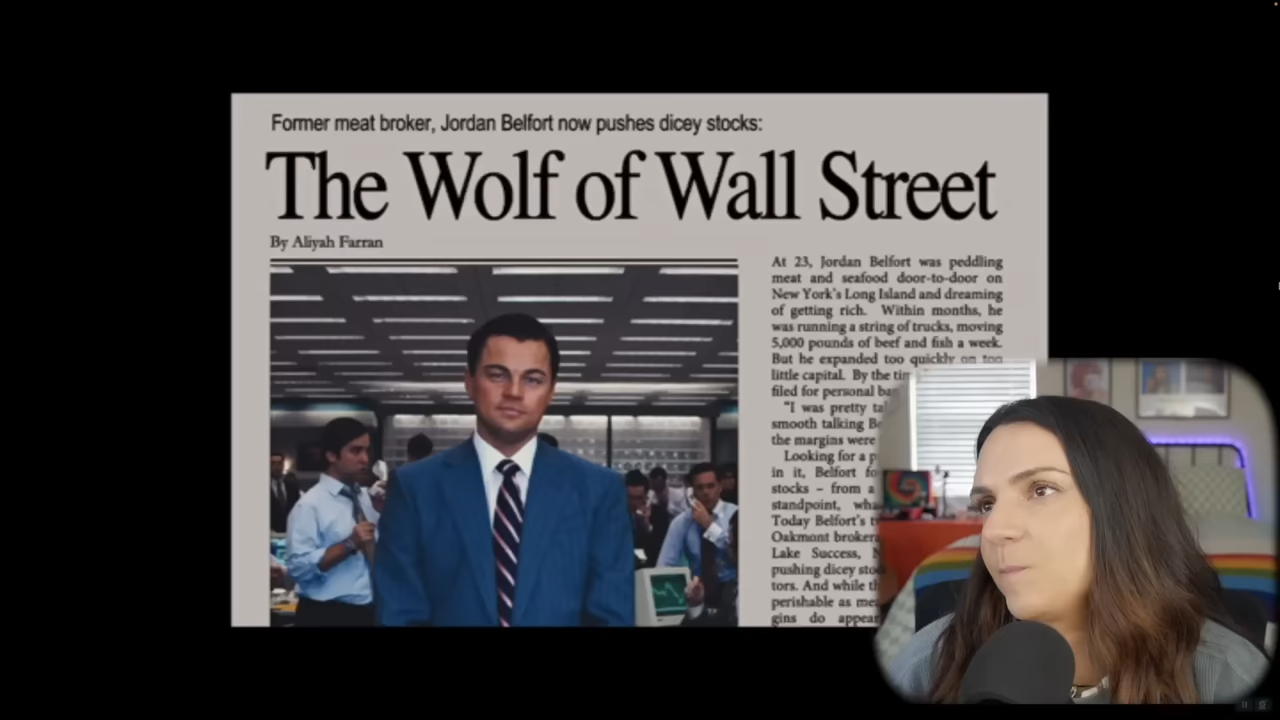 Former meat broker, Jordan Belfort now pushes dicey stocks:
The Wolf of Wall Street
By Aliyah Farran
At 23, Jordan Belfort was peddling
meat and seafood door-to-door on
New York's Long Island and dreaming
of getting rich. Within months, he
was running a string of trucks, moving
5,000 pounds of beef and fish a week.
But he expanded too quickly on too
little capital. By the
filed for personal
"I was pretty
smooth talking
the margins were
Looking for a
in it, Belfort
stocks – from a
standpoint,
Today Belfort's
Oakmont
Lake Success,
pushing dicey
tors. And while
perishable as
gins do appear